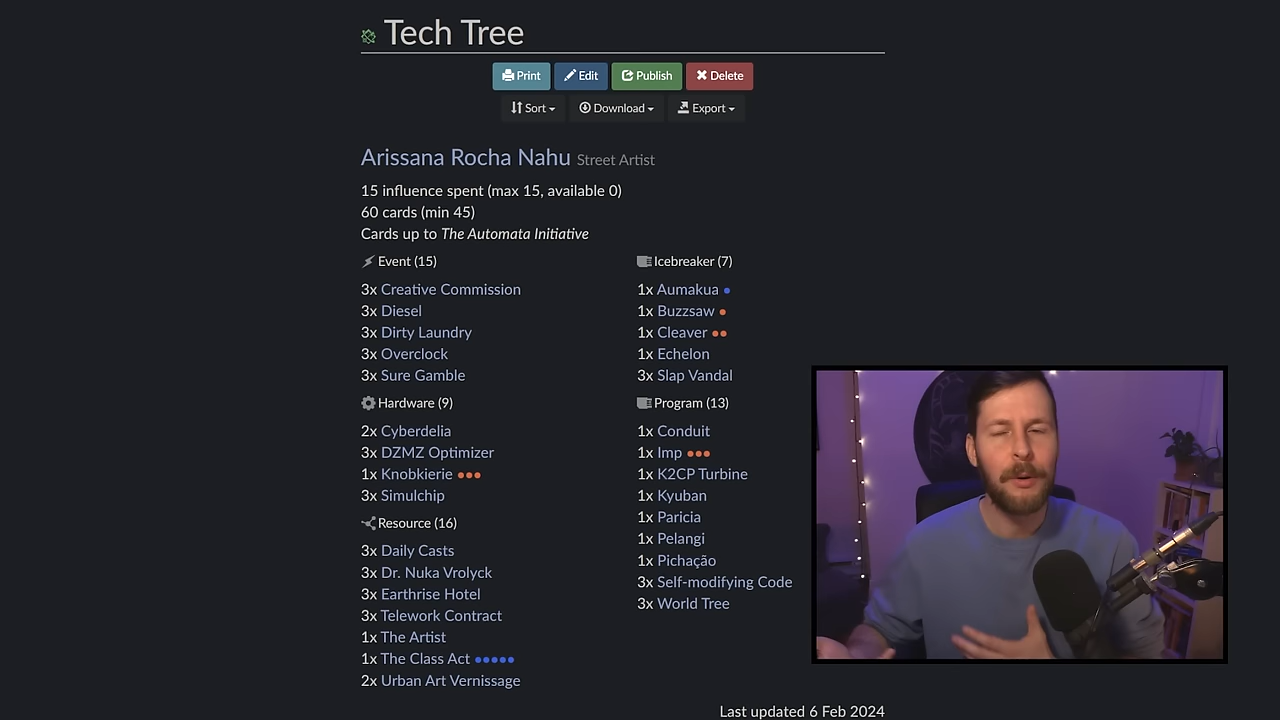 Tech Tree
Print Edit Publish Delete
Sort Download Export
Arissana Rocha Nahu Street Artist
15 influence spent (max 15, available 0)
60 cards (min 45)
Cards up to The Automata Initiative
Event (15)
3x Creative Commission
3x Diesel
3x Dirty Laundry
3x Overclock
3x Sure Gamble
Hardware (9)
2x Cyberdelia
3x DZMZ Optimizer
1x Knobkierie
3x Simulchip
Resource (16)
3x Daily Casts
3x Dr. Nuka Vrolyck
3x Earthrise Hotel
3x Telework Contract
1x The Artist
1x The Class Act
2x Urban Art Vernissage
Icebreaker (7)
1x Aumakua
1x Buzzsaw
1x Cleaver
1x Echelon
3x Slap Vandal
Program (13)
1x Conduit
1x Imp
1x K2CP Turbine
1x Kyuban
1x Paricia
1x Pelangi
1x Pichação
3x Self-modifying Code
3x World Tree
Last updated 6 Feb 2024